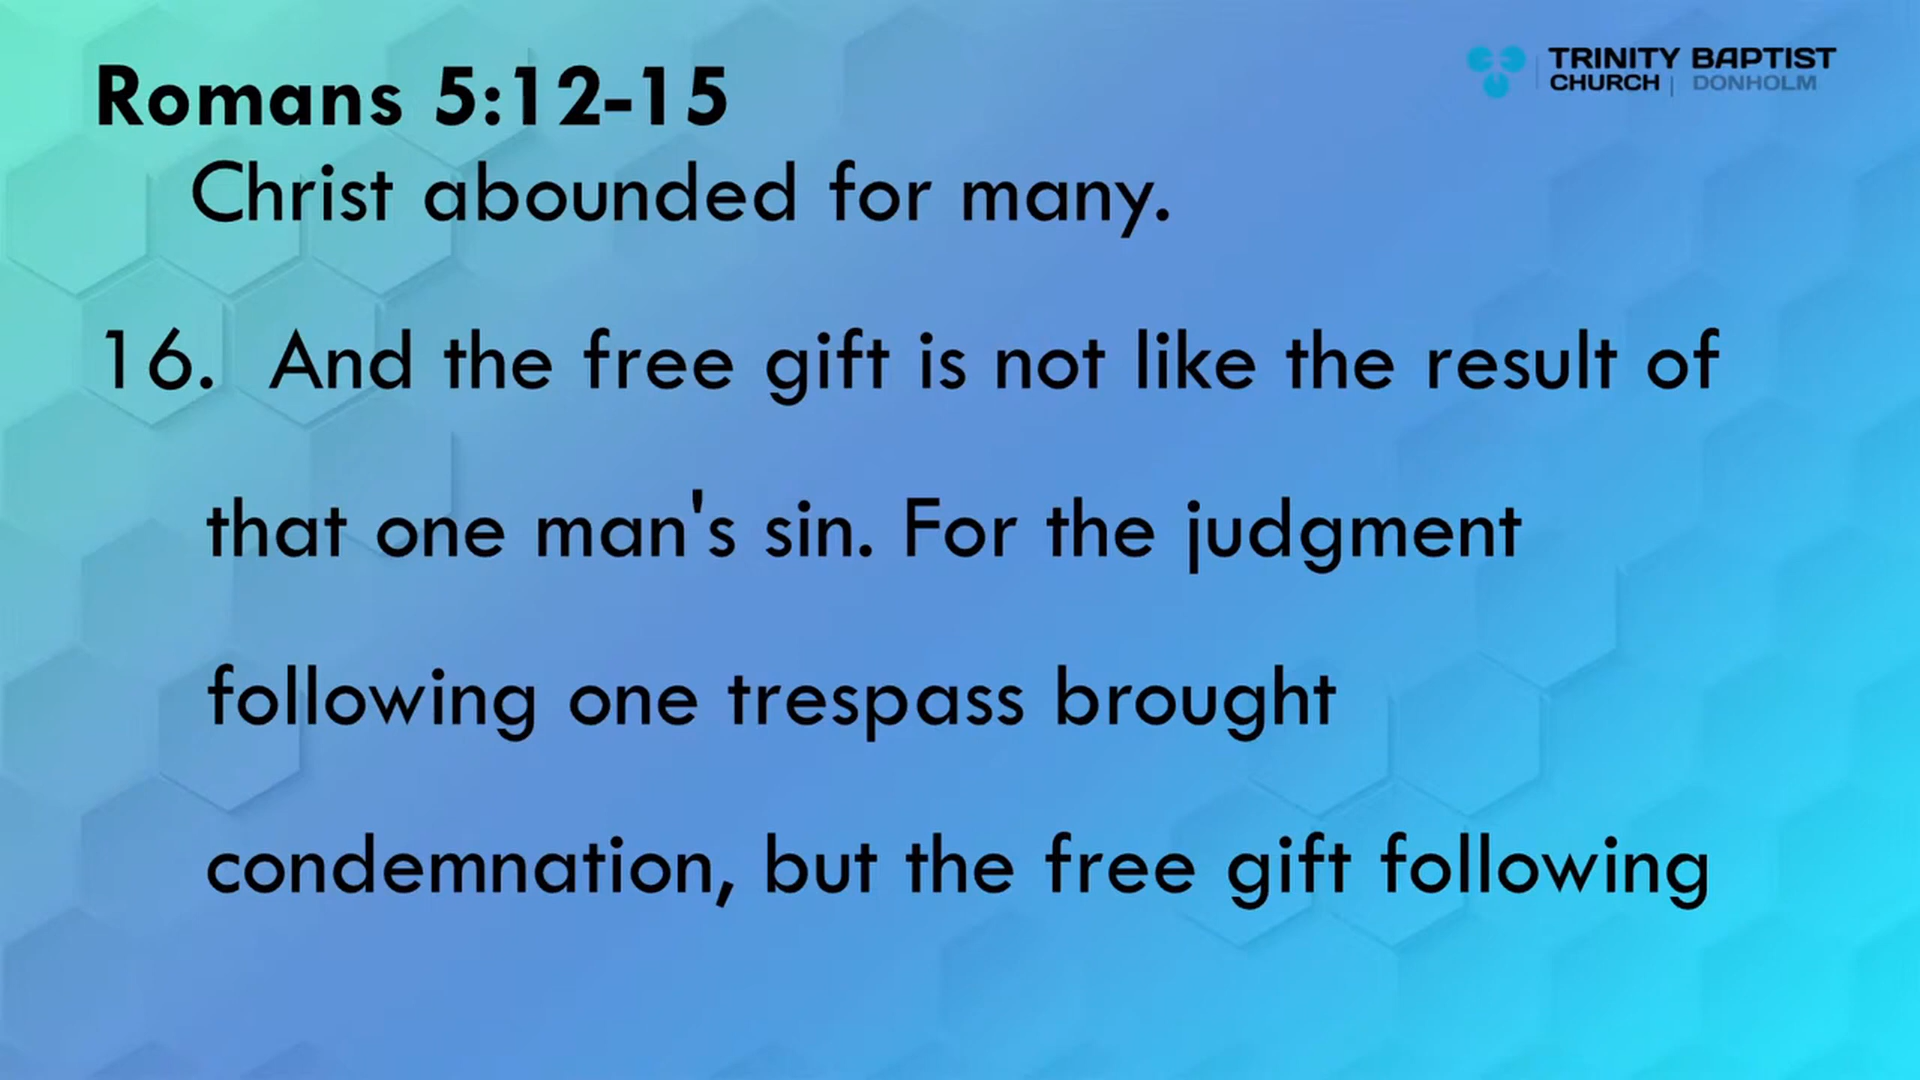 Romans 5:12-15
TRINITY BAPTIST
CHURCH | DONHOLM
Christ abounded for many.
16. And the free gift is not like the result of
that one man's sin. For the judgment
following one trespass brought
condemnation, but the free gift following